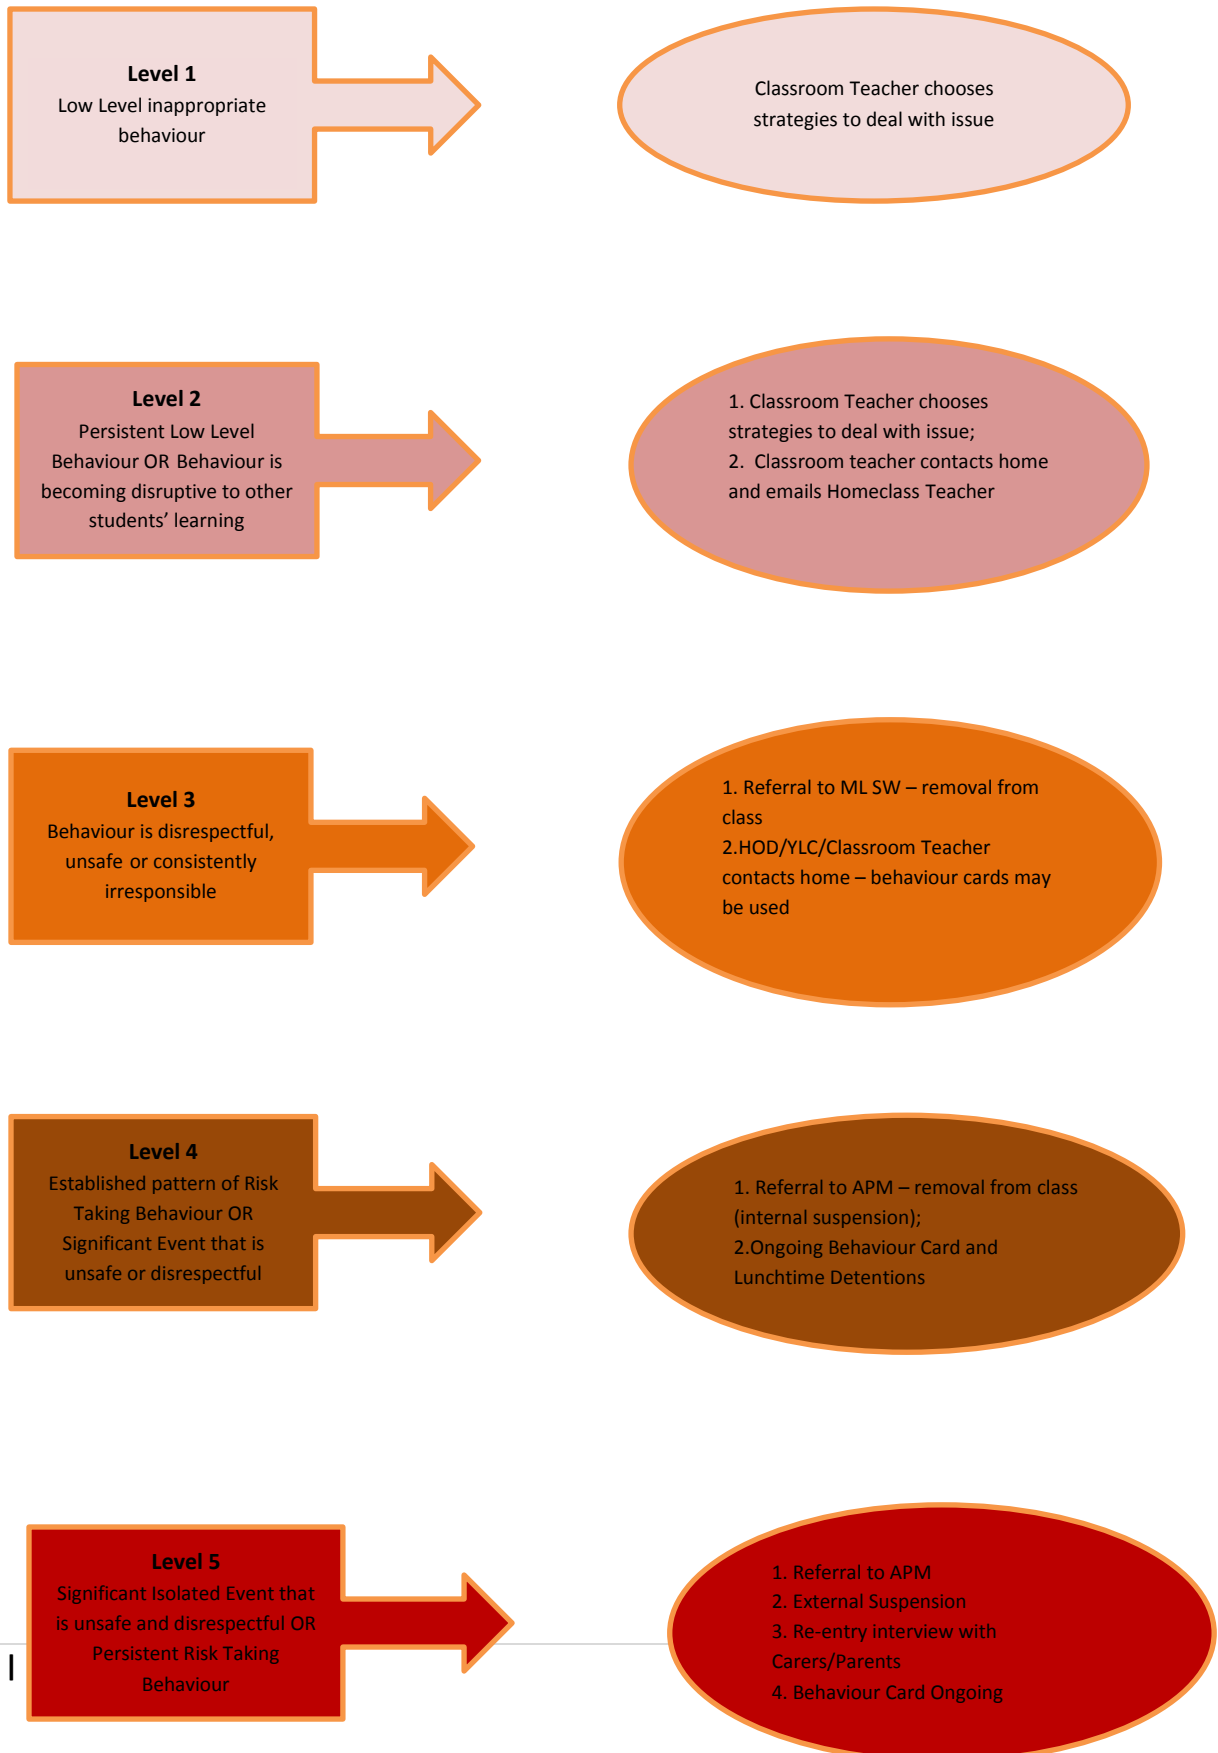 Level 1
Low Level inappropriate
behaviour
Classroom Teacher chooses
strategies to deal with issue
Level 2
Persistent Low Level
Behaviour OR Behaviour is
becoming disruptive to other
students’ learning
1. Classroom Teacher chooses
strategies to deal with issue;
2. Classroom teacher contacts home
and emails Homeclass Teacher
Level 3
Behaviour is disrespectful,
unsafe or consistently
irresponsible
1. Referral to ML SW – removal from
class
2.HOD/YLC/Classroom Teacher
contacts home – behaviour cards may
be used
Level 4
Established pattern of Risk
Taking Behaviour OR
Significant Event that is
unsafe or disrespectful
1. Referral to APM – removal from class
(internal suspension);
2.Ongoing Behaviour Card and
Lunchtime Detentions
Level 5
Significant Isolated Event that
is unsafe and disrespectful OR
Persistent Risk Taking
Behaviour
1. Referral to APM
2. External Suspension
3. Re-entry interview with
Carers/Parents
4. Behaviour Card Ongoing